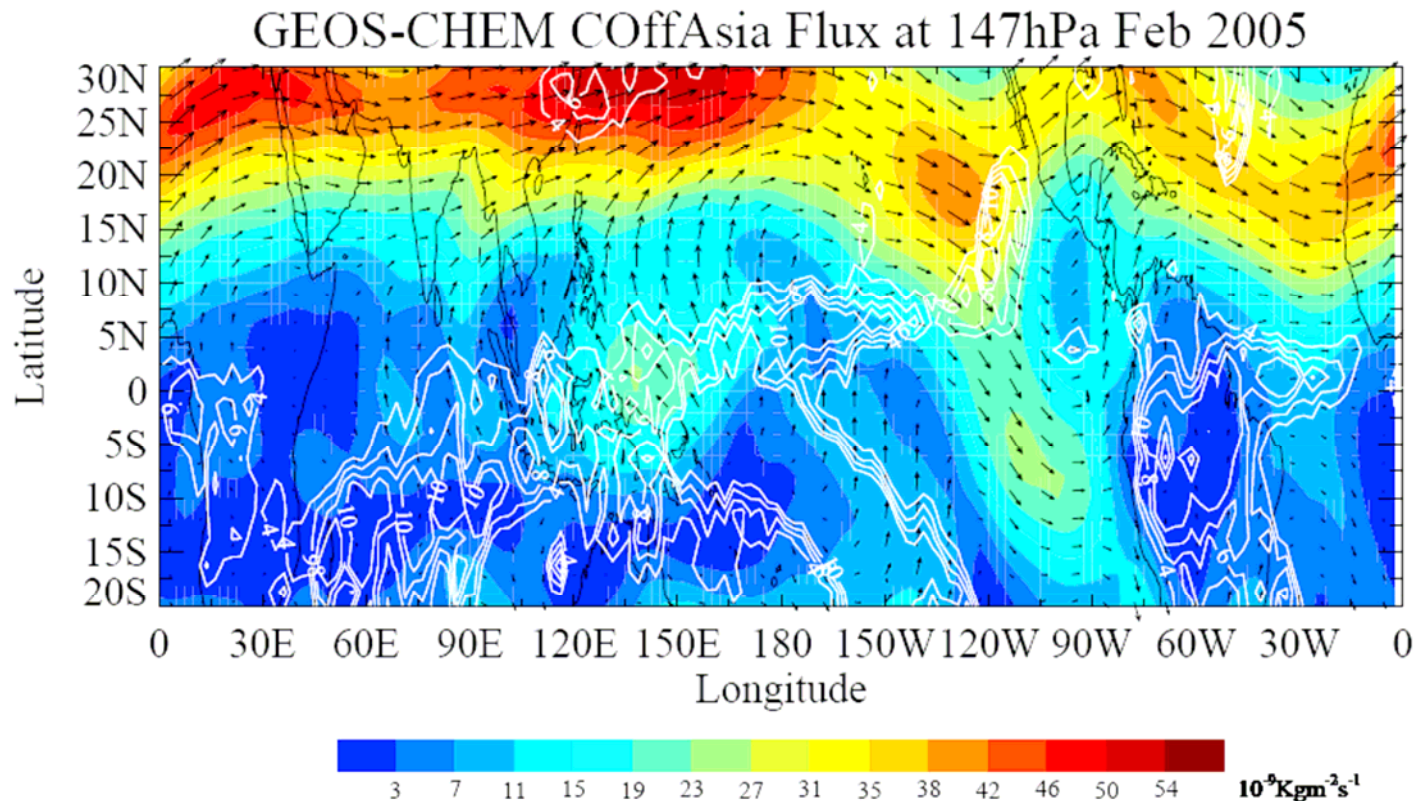 GEOS-CHEM COffAsia Flux at 147hPa Feb 2005
30N
25N
20N
15N
10N
5N
0
5S
10S
15S
20S
Latitude
0 30E 60E 90E 120E 150E 180 150W 120W 90W 60W 30W 0
Longitude
3 7 11 15 19 23 27 31 35 38 42 46 50 54 10⁻⁹Kgm⁻²s⁻¹